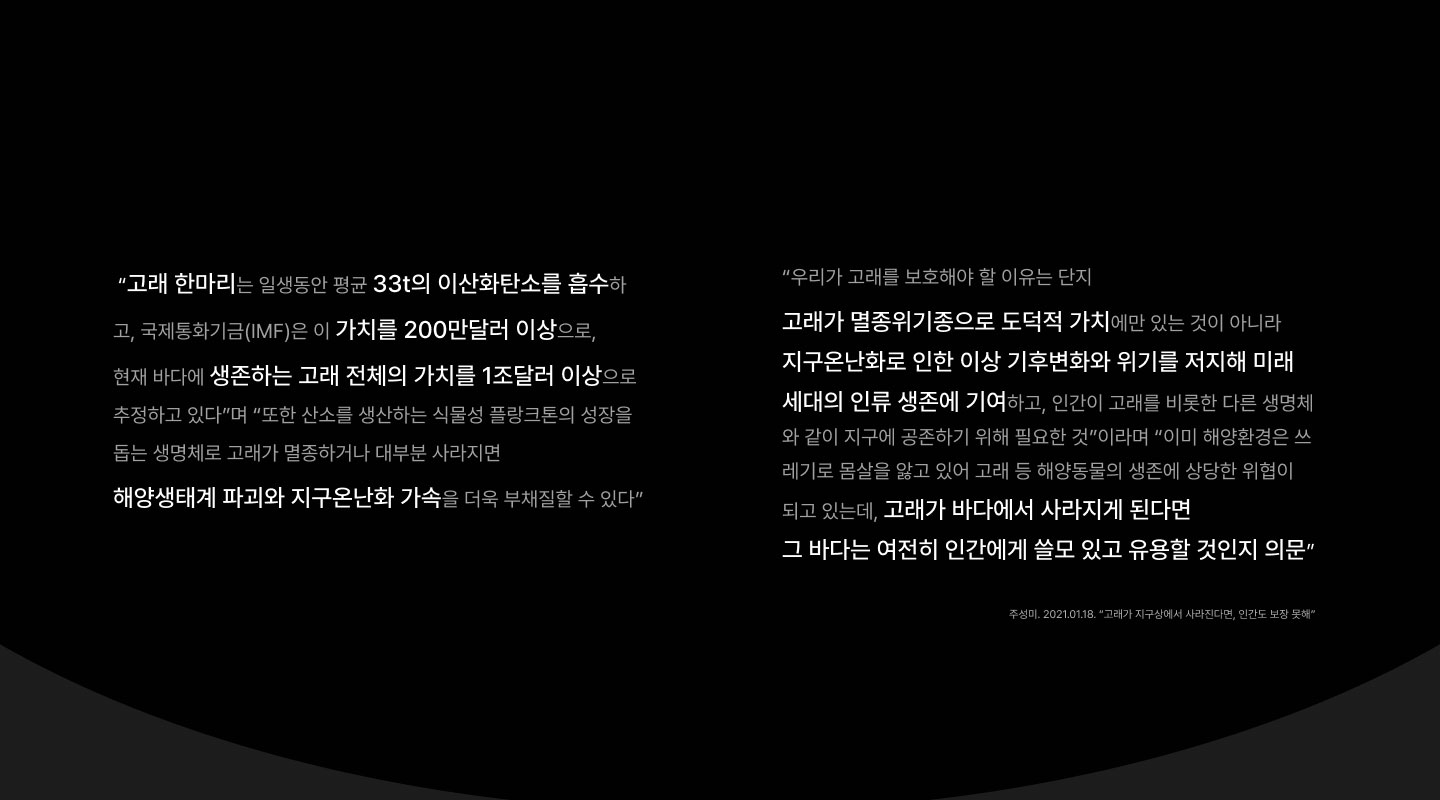 “고래 한마리는 일생동안 평균 33t의 이산화탄소를 흡수하
고, 국제통화기금(IMF)은 이 가치를 200만달러 이상으로,
현재 바다에 생존하는 고래 전체의 가치를 1조달러 이상으로
추정하고 있다”며 “또한 산소를 생산하는 식물성 플랑크톤의 성장을
돕는 생명체로 고래가 멸종하거나 대부분 사라지면
해양생태계 파괴와 지구온난화 가속을 더욱 부채질할 수 있다”
“우리가 고래를 보호해야 할 이유는 단지
고래가 멸종위기종으로 도덕적 가치에만 있는 것이 아니라
지구온난화로 인한 이상 기후변화와 위기를 저지해 미래
세대의 인류 생존에 기여하고, 인간이 고래를 비롯한 다른 생명체
와 같이 지구에 공존하기 위해 필요한 것”이라며 “이미 해양환경은 쓰
레기로 몸살을 앓고 있어 고래 등 해양동물의 생존에 상당한 위협이
되고 있는데, 고래가 바다에서 사라지게 된다면
그 바다는 여전히 인간에게 쓸모 있고 유용할 것인지 의문”
주성미. 2021.01.18. “고래가 지구상에서 사라진다면, 인간도 보장 못해”